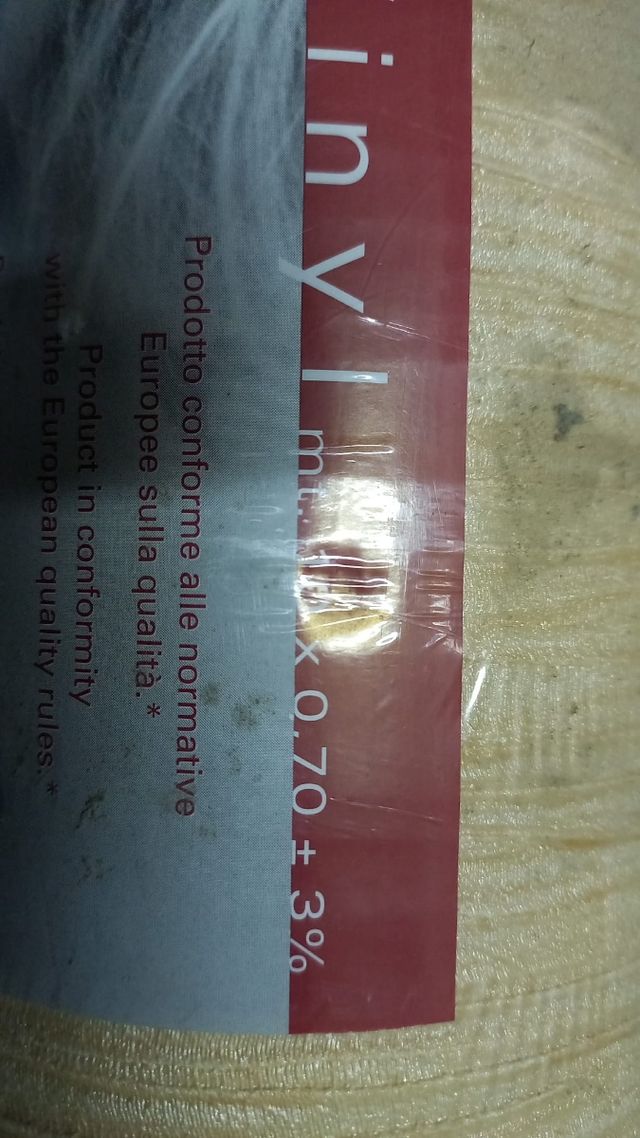 inyl
mt. x 0,70 ± 3%
Prodotto conforme alle normative
Europee sulla qualità.*
Product in conformity
with the European quality rules.*